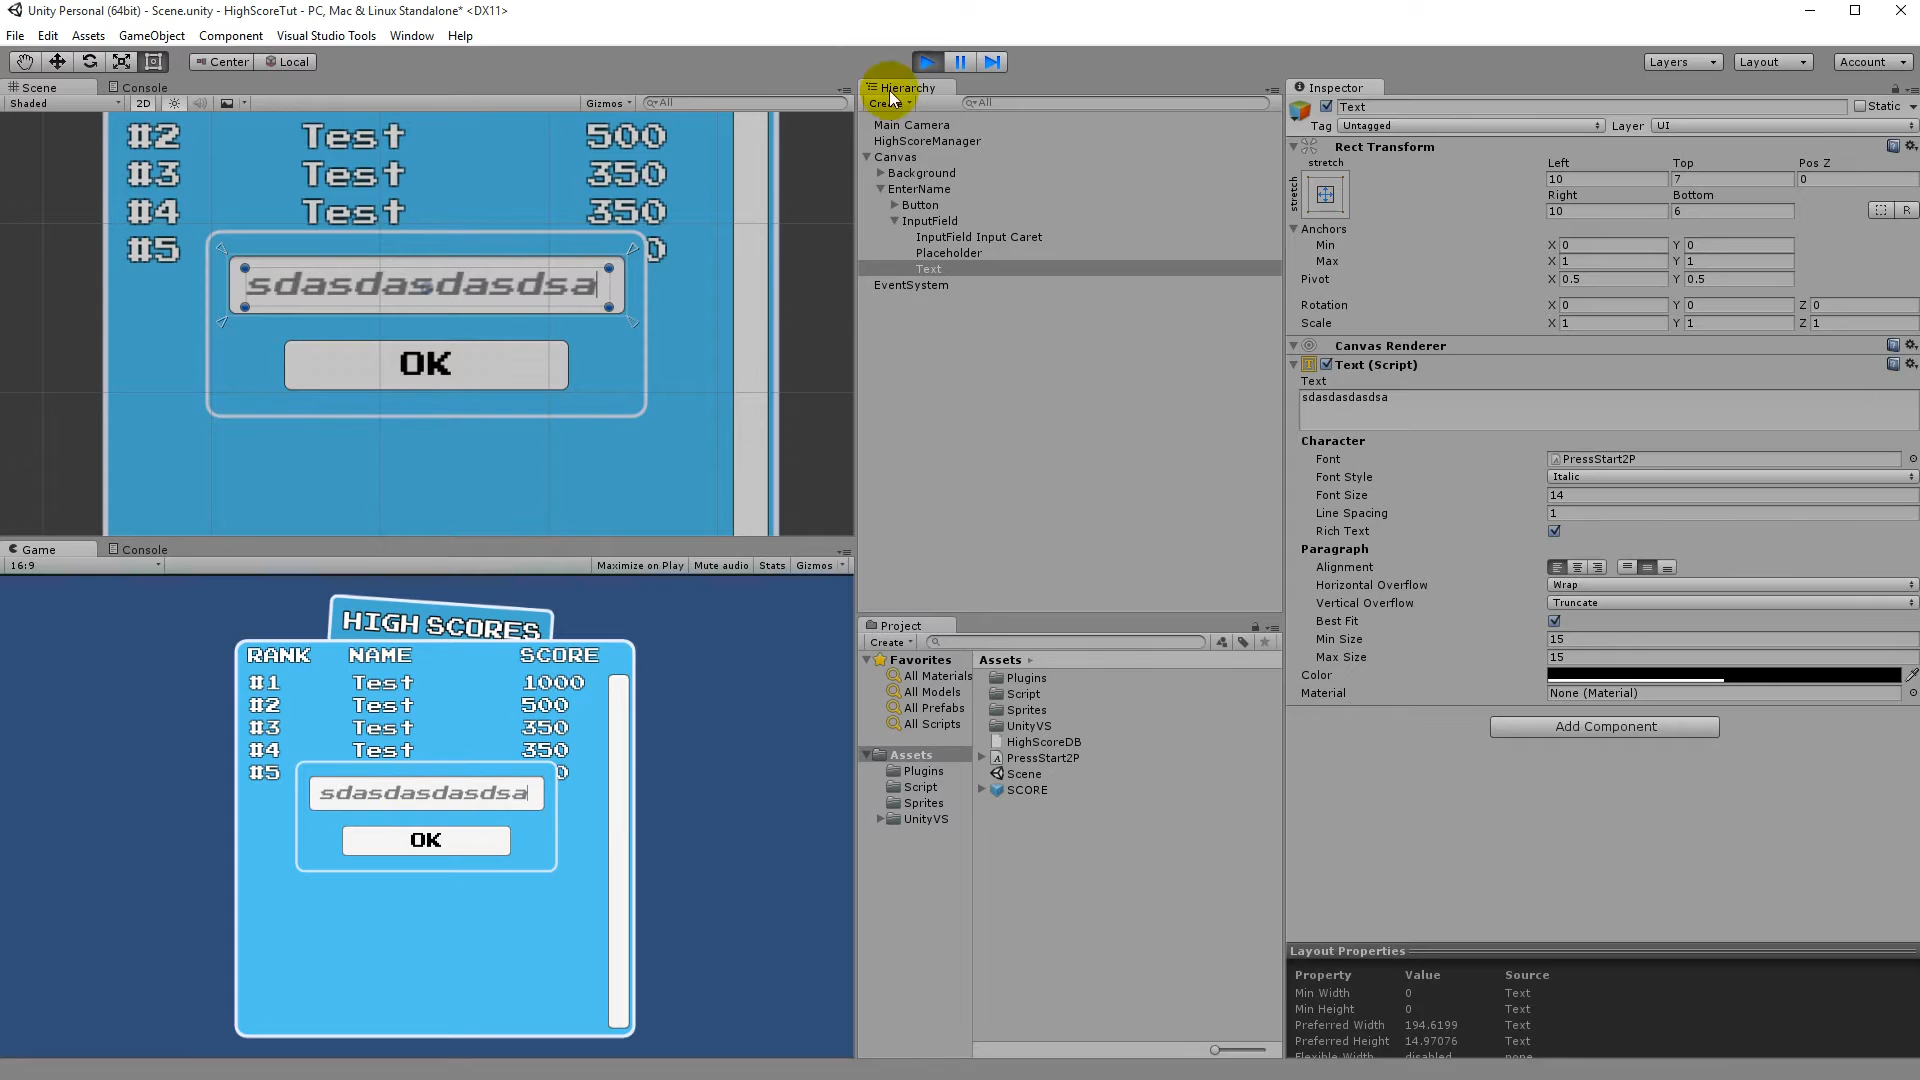 Unity Personal (64bit) - Scene.unity - HighScoreTut - PC, Mac & Linux Standalone* <DX11>
File Edit Assets GameObject Component Visual Studio Tools Window Help
Center Local
Layers Layout Account
Scene Console
Shaded 2D Gizmos All
#2 Test 500
#3 Test 350
#4 Test 350
#5 0
sdasdasdasdsa
OK
Game Console
16:9 Maximize on Play Mute audio Stats Gizmos
HIGH SCORES
RANK NAME SCORE
#1 Test 1000
#2 Test 500
#3 Test 350
#4 Test 350
#5 0
sdasdasdasdsa
OK
Hierarchy
Create All
Main Camera
HighScoreManager
Canvas
Background
EnterName
Button
InputField
InputField Input Caret
Placeholder
Text
EventSystem
Project
Create
Favorites
All Materials
All Models
All Prefabs
All Scripts
Assets
Plugins
Script
Sprites
UnityVS
Assets
Plugins
Script
Sprites
UnityVS
HighScoreDB
PressStart2P
Scene
SCORE
Inspector
Text Static
Tag Untagged Layer UI
Rect Transform
stretch Left Top Pos Z
stretch 10 7 0
Right Bottom
10 6 R
Anchors
Min X 0 Y 0
Max X 1 Y 1
Pivot X 0.5 Y 0.5
Rotation X 0 Y 0 Z 0
Scale X 1 Y 1 Z 1
Canvas Renderer
Text (Script)
Text
sdasdasdasdsa
Character
Font PressStart2P
Font Style Italic
Font Size 14
Line Spacing 1
Rich Text
Paragraph
Alignment
Horizontal Overflow Wrap
Vertical Overflow Truncate
Best Fit
Min Size 15
Max Size 15
Color
Material None (Material)
Add Component
Layout Properties
Property Value Source
Min Width 0 Text
Min Height 0 Text
Preferred Width 194.6199 Text
Preferred Height 14.97076 Text
Flexible Width disabled none